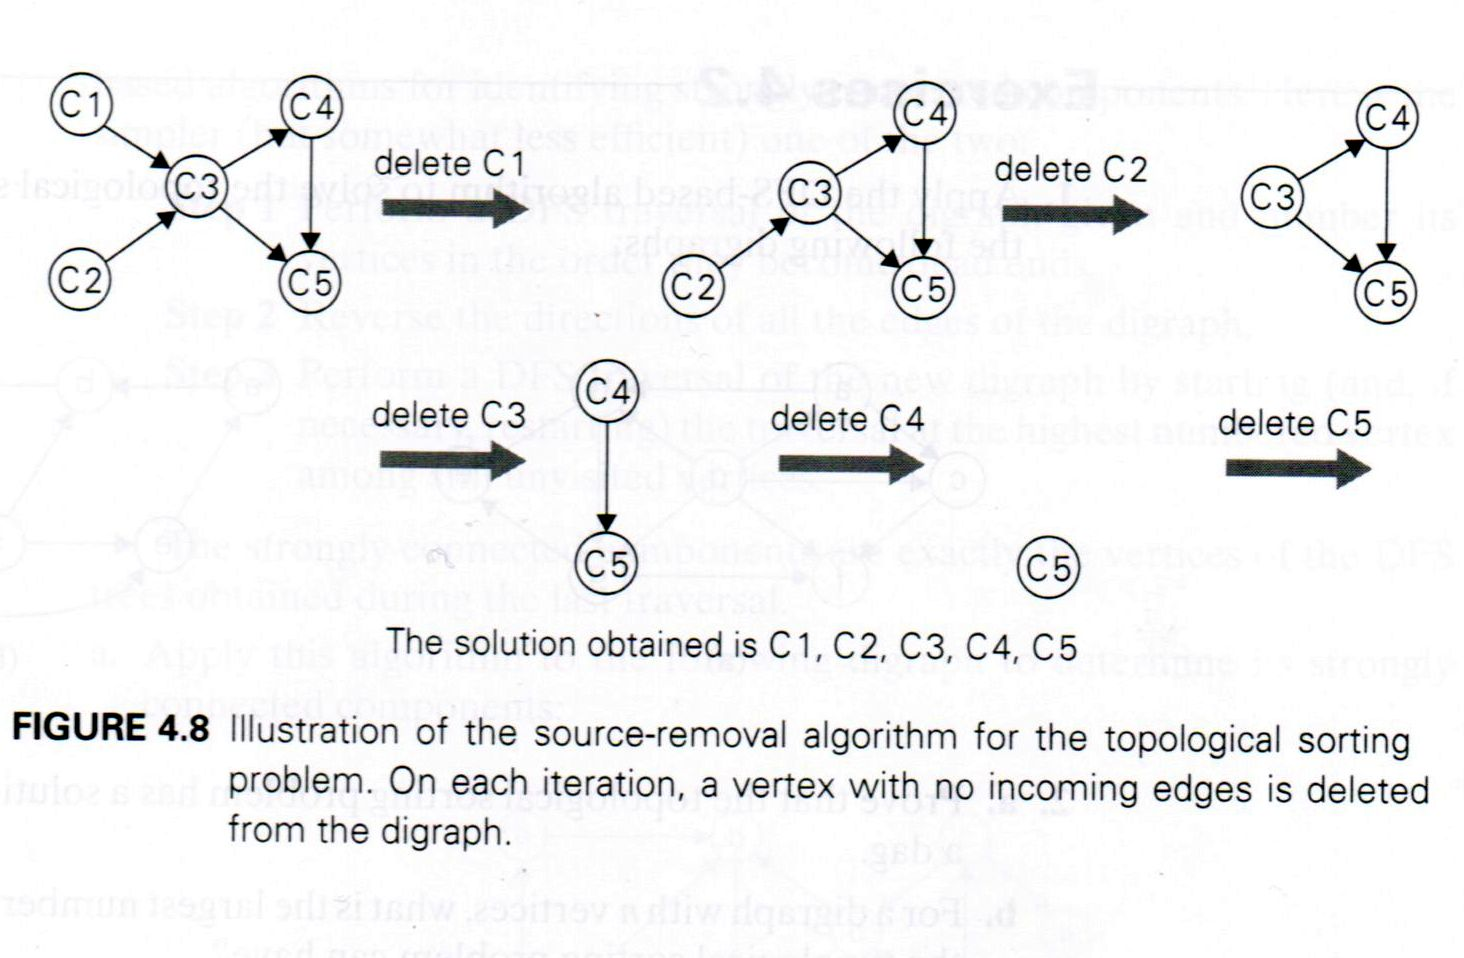 C1 C4
delete C1
C3
C2 C5
C4
delete C2
C3
C2 C5
C4
C3
C5
delete C3
C4
C5
delete C4
C5
delete C5
The solution obtained is C1, C2, C3, C4, C5
FIGURE 4.8 Illustration of the source-removal algorithm for the topological sorting
problem. On each iteration, a vertex with no incoming edges is deleted
from the digraph.